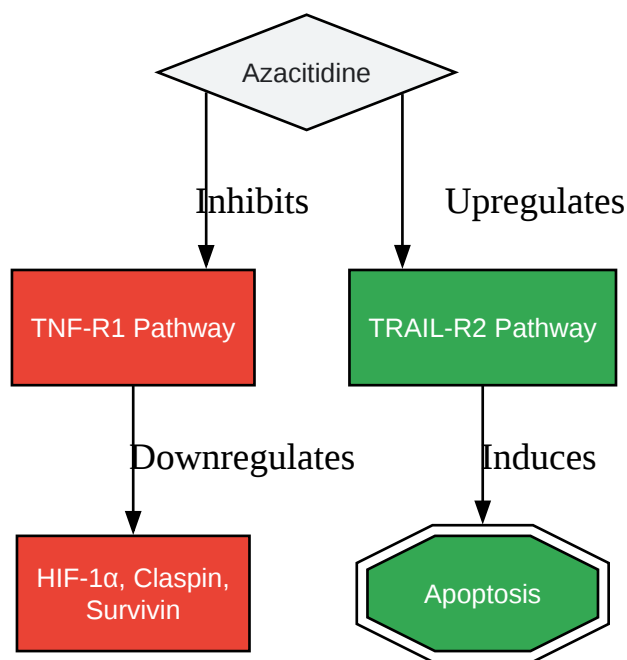 Azacitidine
Inhibits
Upregulates
TNF-R1 Pathway
TRAIL-R2 Pathway
Downregulates
Induces
HIF-1α, Claspin,
Survivin
Apoptosis